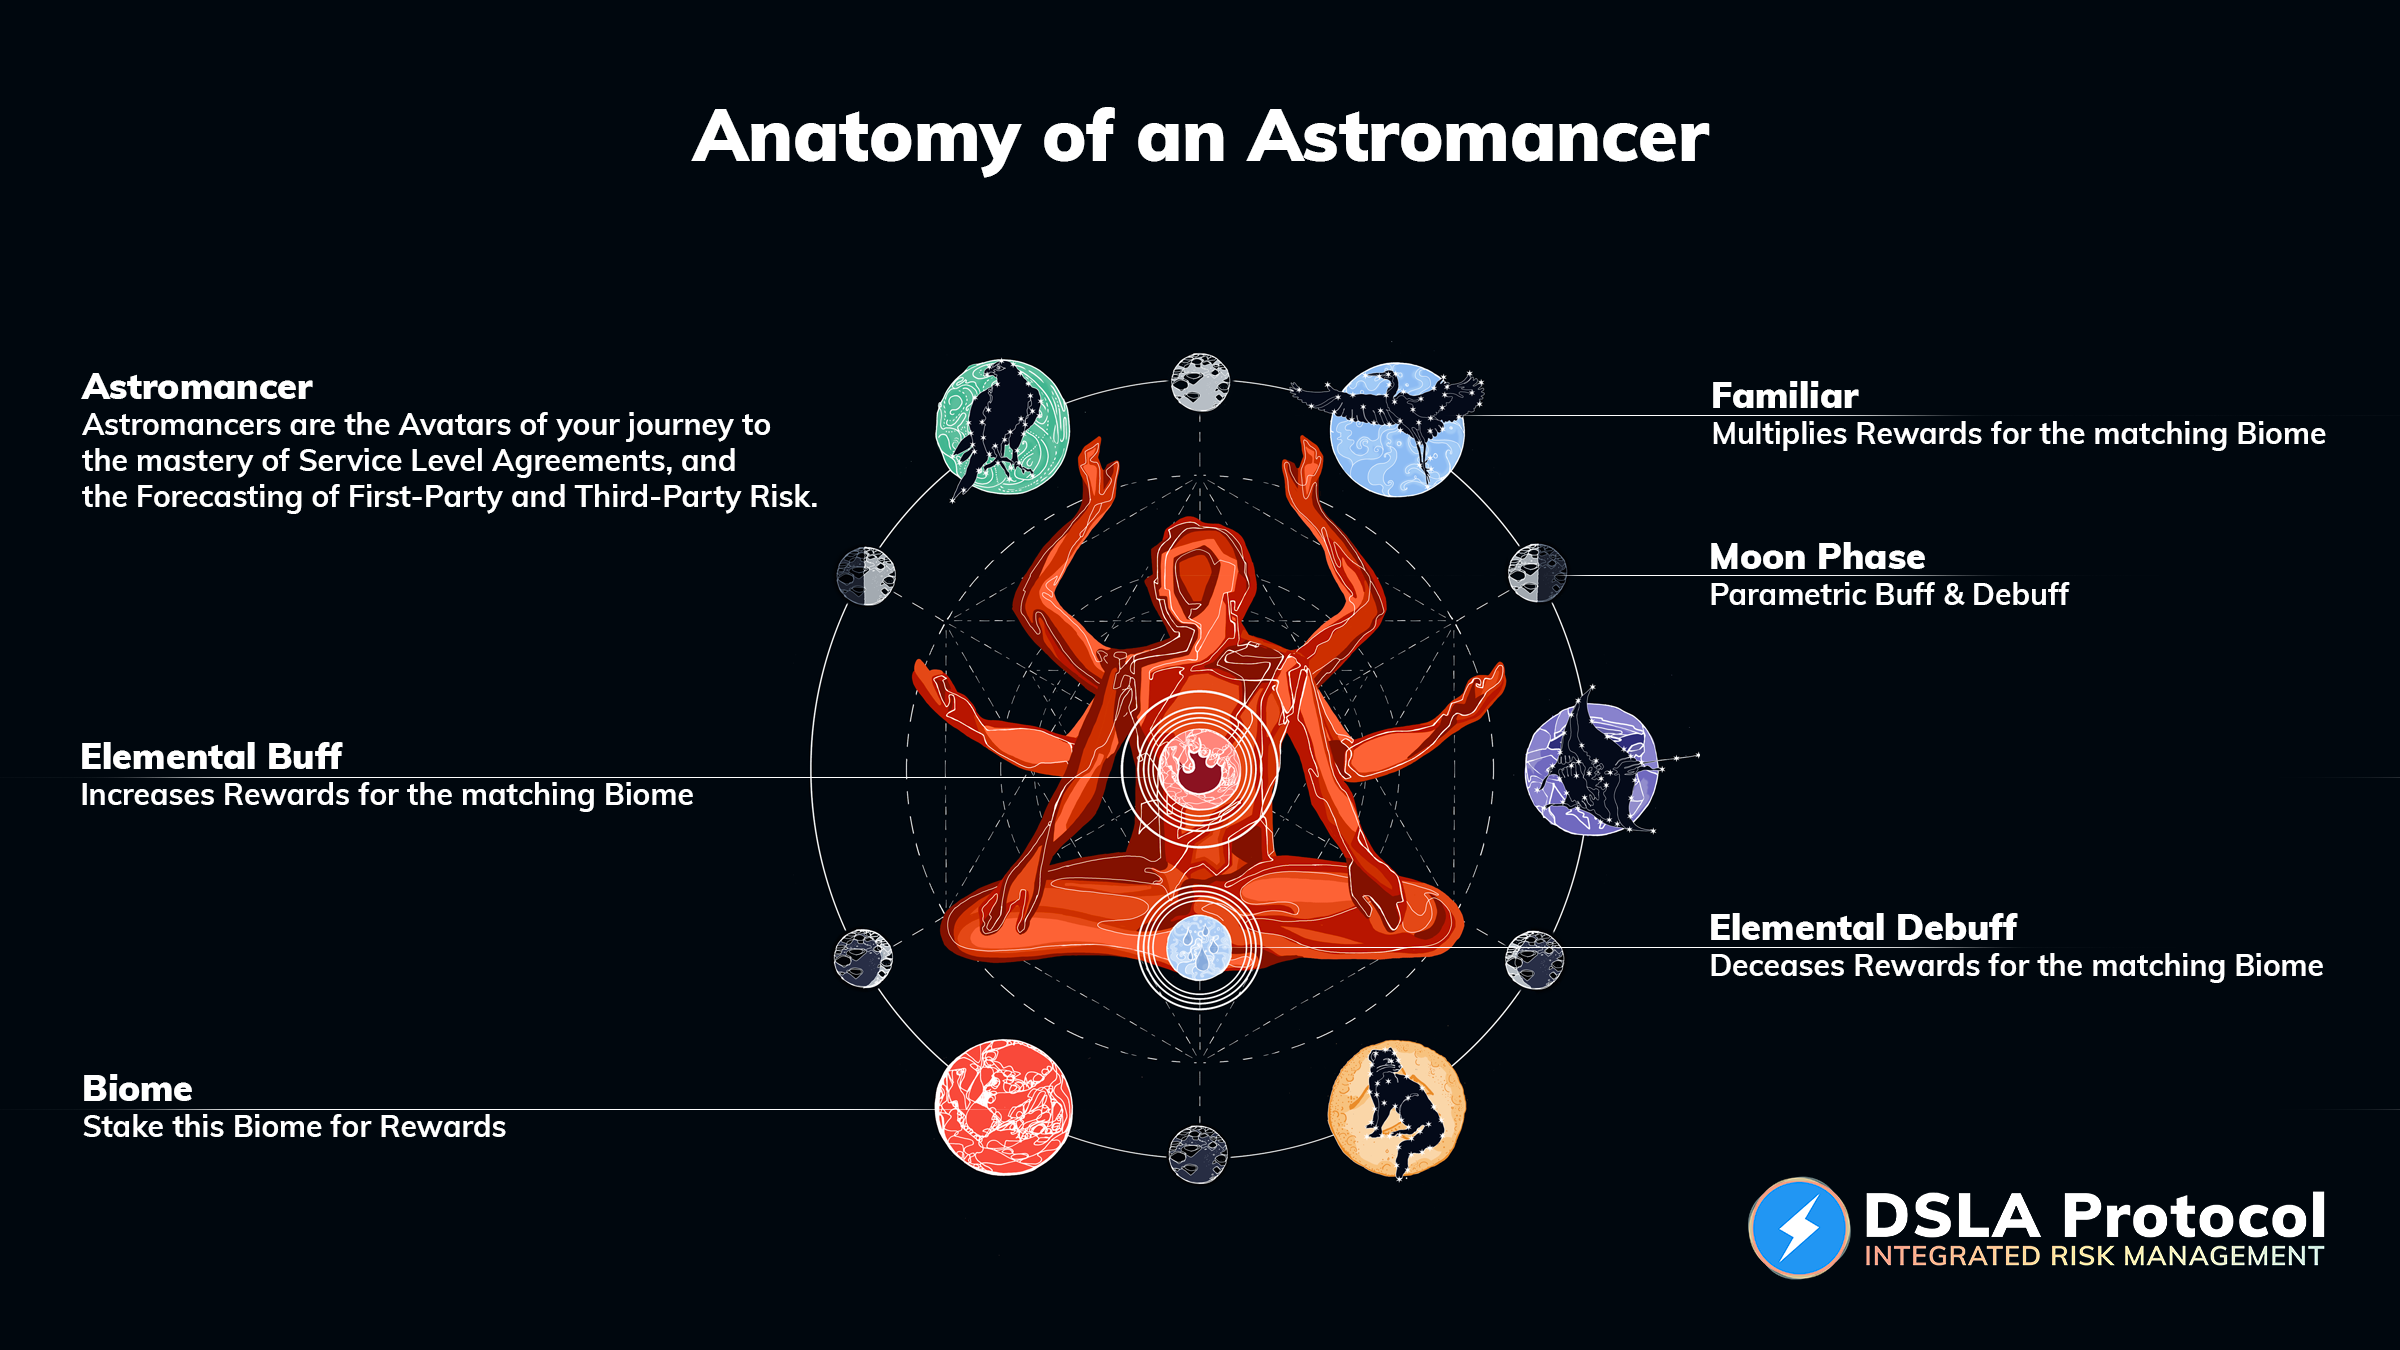 Anatomy of an Astromancer
Astromancer
Astromancers are the Avatars of your journey to
the mastery of Service Level Agreements, and
the Forecasting of First-Party and Third-Party Risk.
Familiar
Multiplies Rewards for the matching Biome
Moon Phase
Parametric Buff & Debuff
Elemental Buff
Increases Rewards for the matching Biome
Elemental Debuff
Deceases Rewards for the matching Biome
Biome
Stake this Biome for Rewards
DSLA Protocol
INTEGRATED RISK MANAGEMENT